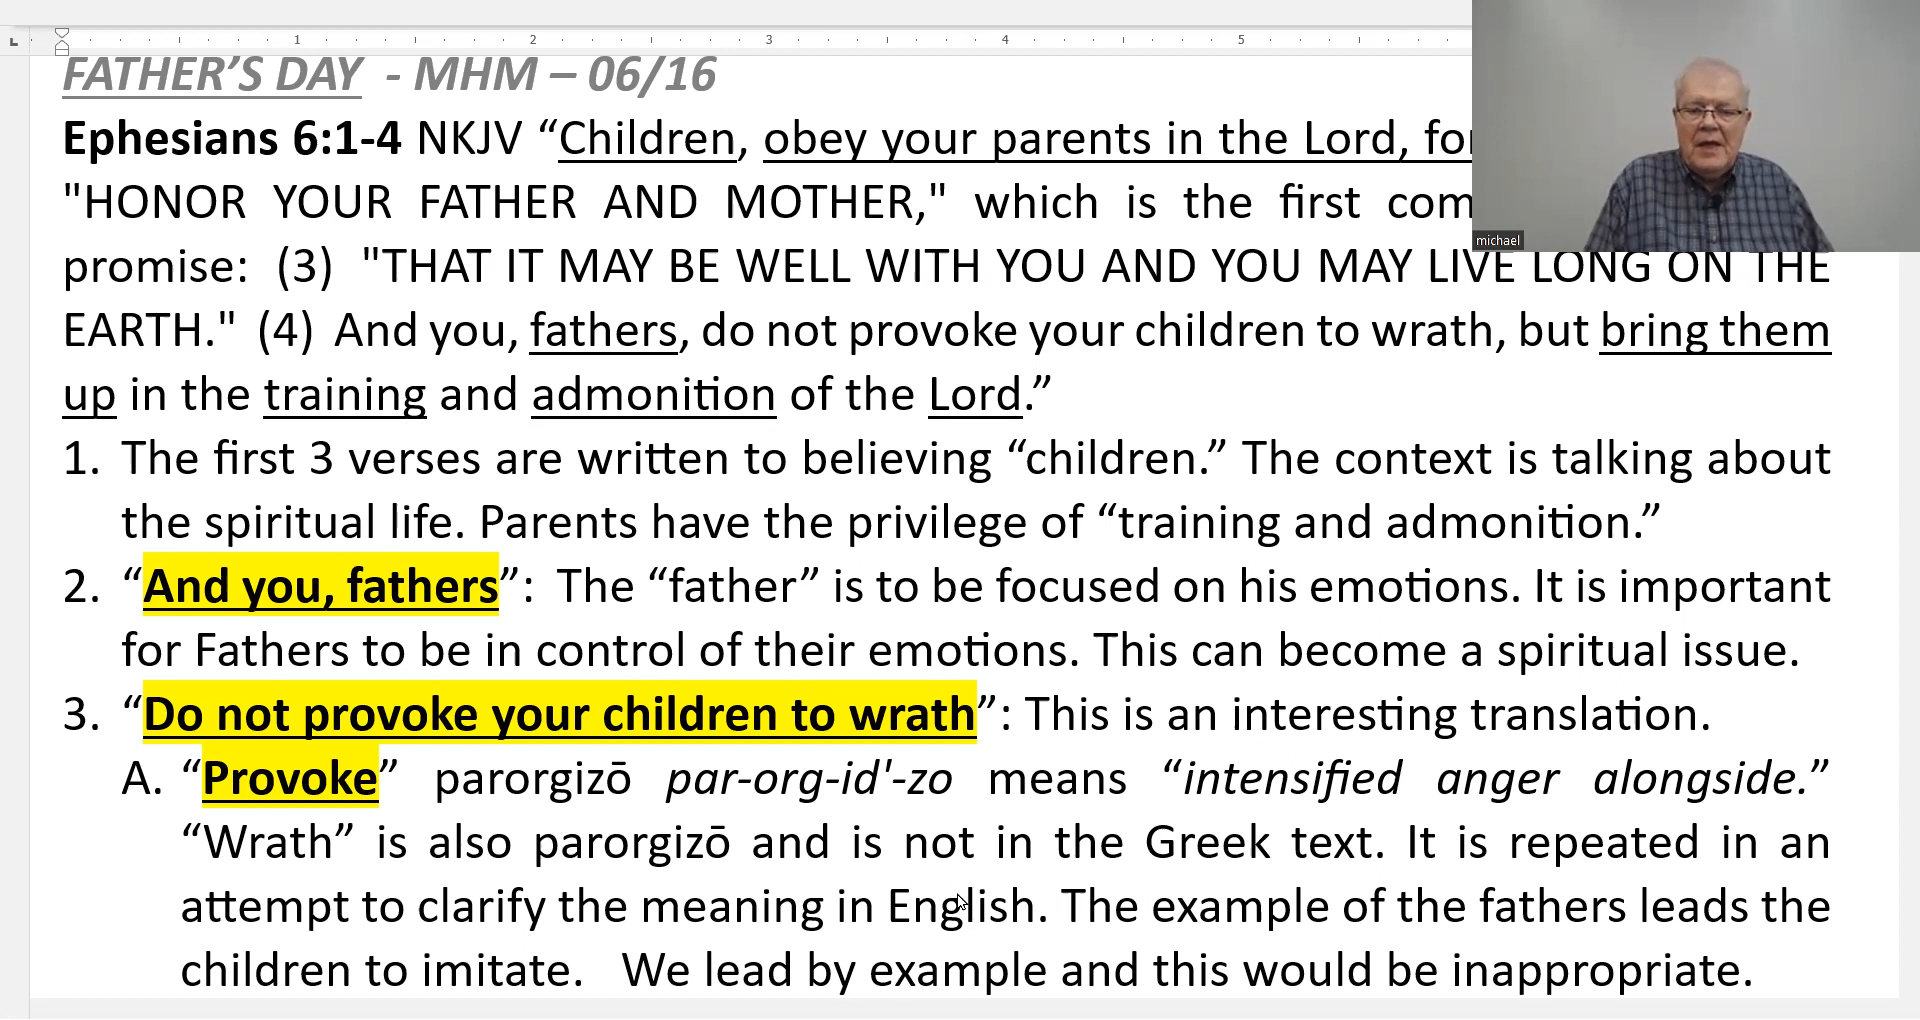 1 2 3 4 5
FATHER’S DAY - MHM – 06/16
Ephesians 6:1-4 NKJV “Children, obey your parents in the Lord, for
"HONOR YOUR FATHER AND MOTHER," which is the first com
promise: (3) "THAT IT MAY BE WELL WITH YOU AND YOU MAY LIVE LONG ON THE
EARTH." (4) And you, fathers, do not provoke your children to wrath, but bring them
up in the training and admonition of the Lord.”
1. The first 3 verses are written to believing “children.” The context is talking about
the spiritual life. Parents have the privilege of “training and admonition.”
2. “And you, fathers”: The “father” is to be focused on his emotions. It is important
for Fathers to be in control of their emotions. This can become a spiritual issue.
3. “Do not provoke your children to wrath”: This is an interesting translation.
A. “Provoke” parorgizō par-org-id'-zo means “intensified anger alongside.”
“Wrath” is also parorgizō and is not in the Greek text. It is repeated in an
attempt to clarify the meaning in English. The example of the fathers leads the
children to imitate. We lead by example and this would be inappropriate.
michael